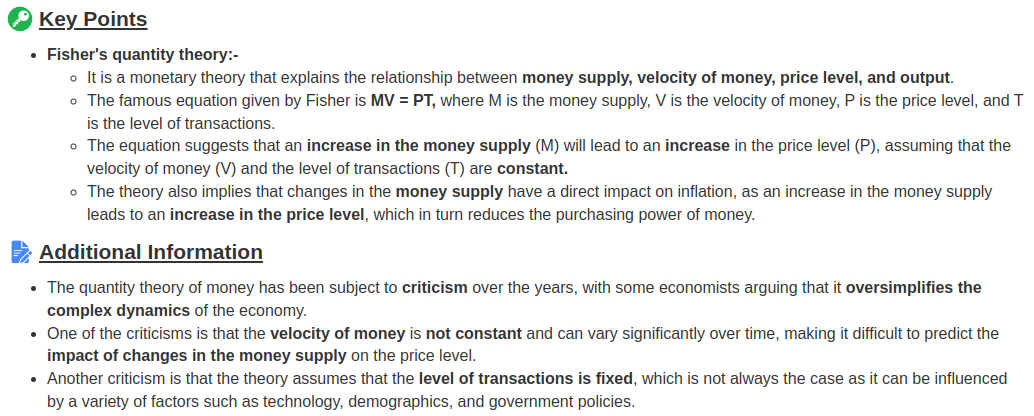 Key Points
• Fisher's quantity theory:-
○ It is a monetary theory that explains the relationship between money supply, velocity of money, price level, and output.
○ The famous equation given by Fisher is MV = PT, where M is the money supply, V is the velocity of money, P is the price level, and T
is the level of transactions.
○ The equation suggests that an increase in the money supply (M) will lead to an increase in the price level (P), assuming that the
velocity of money (V) and the level of transactions (T) are constant.
○ The theory also implies that changes in the money supply have a direct impact on inflation, as an increase in the money supply
leads to an increase in the price level, which in turn reduces the purchasing power of money.
Additional Information
• The quantity theory of money has been subject to criticism over the years, with some economists arguing that it oversimplifies the
complex dynamics of the economy.
• One of the criticisms is that the velocity of money is not constant and can vary significantly over time, making it difficult to predict the
impact of changes in the money supply on the price level.
• Another criticism is that the theory assumes that the level of transactions is fixed, which is not always the case as it can be influenced
by a variety of factors such as technology, demographics, and government policies.